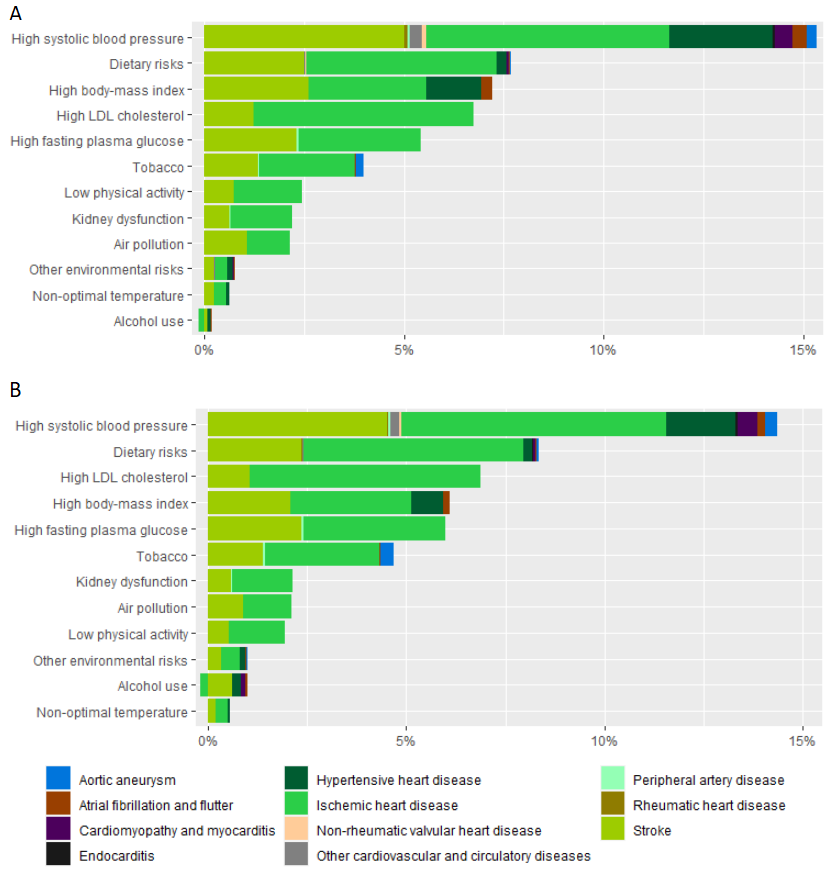 A
High systolic blood pressure
Dietary risks
High body-mass index
High LDL cholesterol
High fasting plasma glucose
Tobacco
Low physical activity
Kidney dysfunction
Air pollution
Other environmental risks
Non-optimal temperature
Alcohol use
0% 5% 10% 15%
B
High systolic blood pressure
Dietary risks
High LDL cholesterol
High body-mass index
High fasting plasma glucose
Tobacco
Kidney dysfunction
Air pollution
Low physical activity
Other environmental risks
Alcohol use
Non-optimal temperature
0% 5% 10% 15%
Aortic aneurysm Hypertensive heart disease Peripheral artery disease
Atrial fibrillation and flutter Ischemic heart disease Rheumatic heart disease
Cardiomyopathy and myocarditis Non-rheumatic valvular heart disease Stroke
Endocarditis Other cardiovascular and circulatory diseases